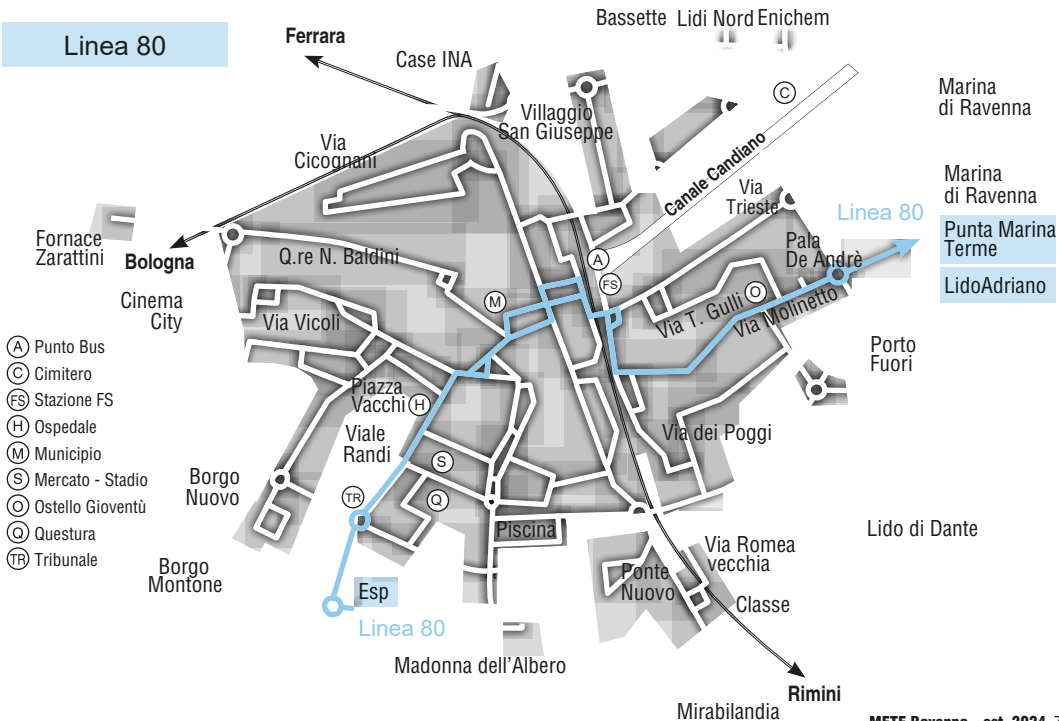 Bassette Lidi Nord Enichem
Linea 80
Ferrara
Case INA
Marina
di Ravenna
C
Villaggio
San Giuseppe
Via
Cicognani
Canale Candiano
Via
Trieste
Marina
di Ravenna
Linea 80
Punta Marina
Terme
LidoAdriano
Fornace
Zarattini
Bologna
Q.re N. Baldini
Pala
De Andrè
A
FS
M
O
Cinema
City
Via Vicoli
Via T. Gulli
Via Molinetto
Porto
Fuori
A Punto Bus
C Cimitero
FS Stazione FS
H Ospedale
M Municipio
S Mercato - Stadio
O Ostello Gioventù
Q Questura
TR Tribunale
Piazza
Vacchi
H
Viale
Randi
Via dei Poggi
S
Borgo
Nuovo
TR
Q
Piscina
Lido di Dante
Borgo
Montone
Via Romea
vecchia
Ponte
Nuovo
Esp
Classe
Linea 80
Madonna dell'Albero
Rimini
Mirabilandia